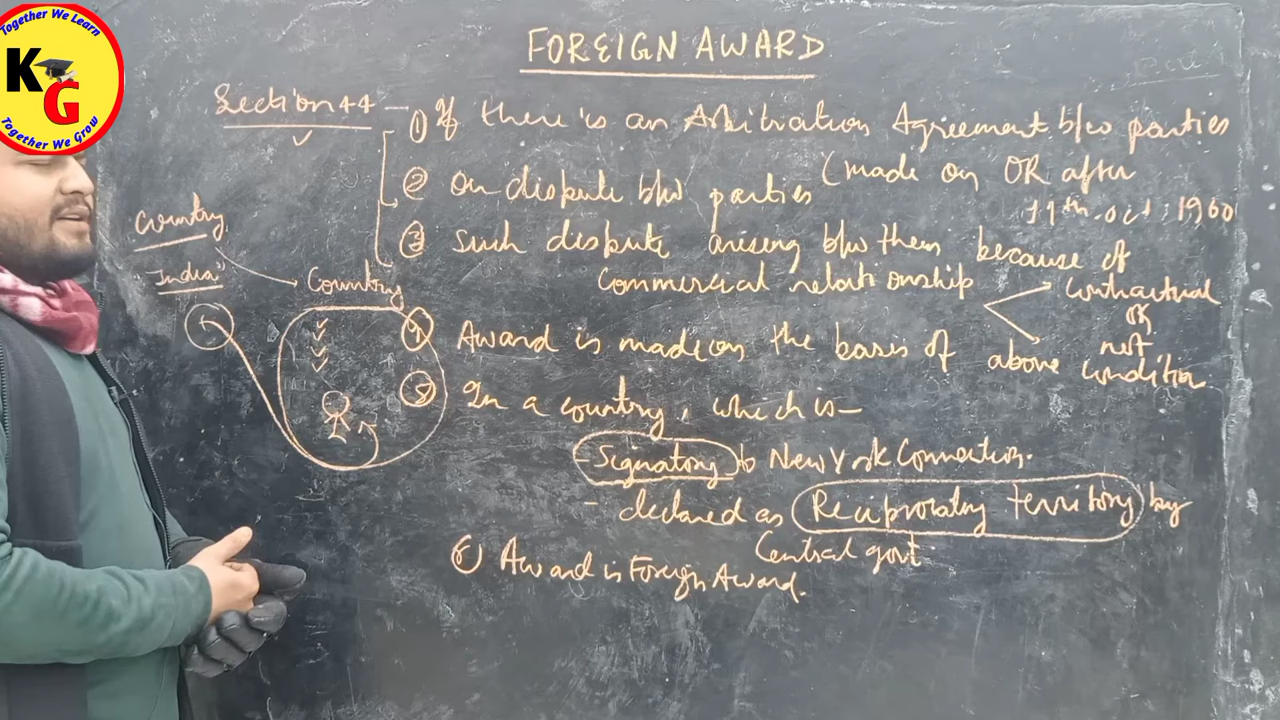 Together We Learn
KG
Together We Grow
FOREIGN AWARD
Section 44 -
1) If there is an Arbitration Agreement b/w parties
(made on OR after
11th. oct. 1960
2) On dispute b/w parties
3) Such dispute arising b/w them because of
Commercial relationship
contractual
OR
not
4) Award is made on the basis of above condition
5) In a country, which is-
- Signatory to New York Convention.
- declared as Reciprocating territory by
Central govt
6) Award is Foreign Award.
Country
"India"
Country